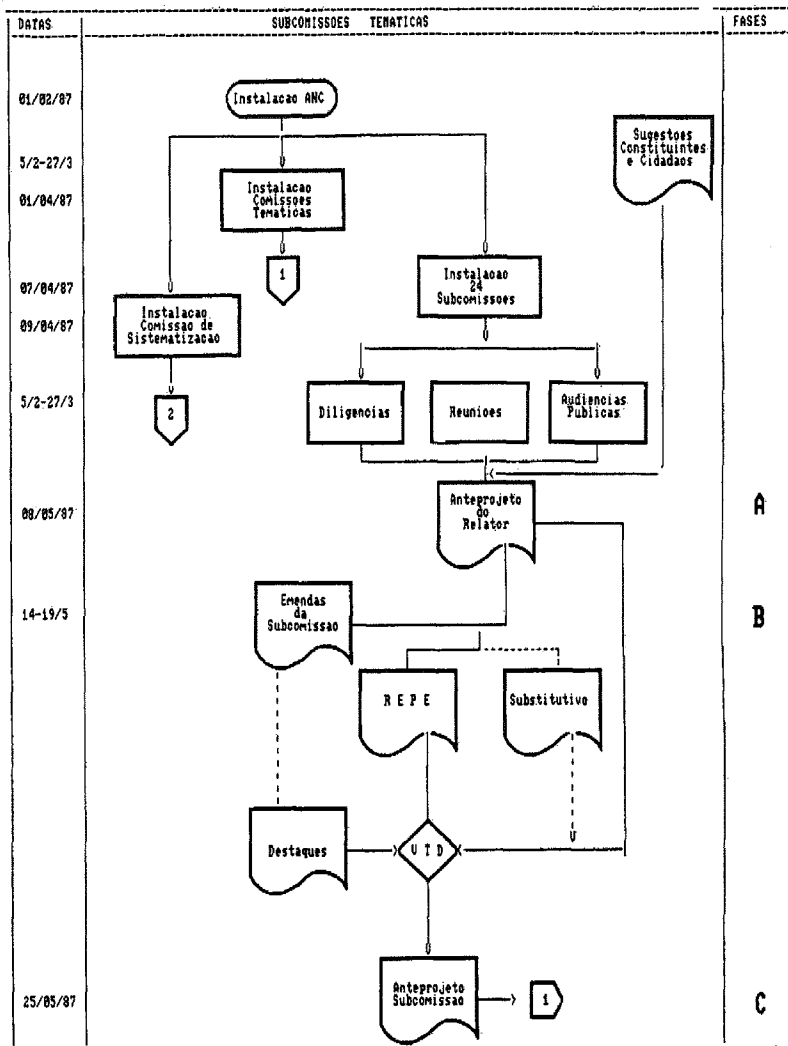 DATAS SUBCOMISSOES TEMATICAS FASES
01/02/87
Instalacao ANC
Sugestoes
Constituintes
e Cidadaos
5/2-27/3
01/04/87
Instalacao
Comissoes
Tematicas
1
07/04/87
Instalacao
24
Subcomissoes
09/04/87
Instalacao
Comissao de
Sistematizacao
5/2-27/3
2
Diligencias
Reunioes
Audiencias
Publicas
08/05/87
Anteprojeto
do
Relator
A
14-19/5
Emendas
da
Subcomissao
B
R E P E
Substitutivo
Destaques
V T D
25/05/87
Anteprojeto
Subcomissao
1
C